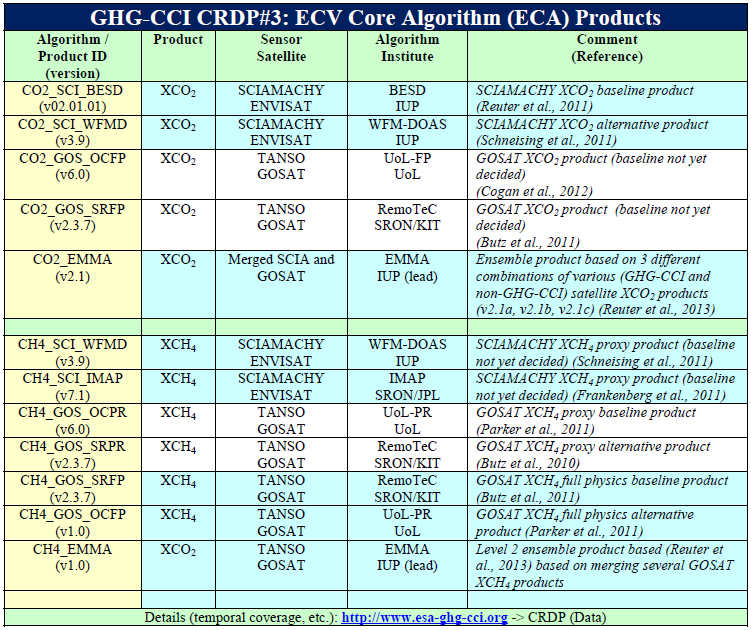 GHG-CCI CRDP#3: ECV Core Algorithm (ECA) Products
Algorithm / Product ID (version) Product Sensor Satellite Algorithm Institute Comment (Reference)
CO2_SCI_BESD (v02.01.01) XCO₂ SCIAMACHY ENVISAT BESD IUP SCIAMACHY XCO₂ baseline product (Reuter et al., 2011)
CO2_SCI_WFMD (v3.9) XCO₂ SCIAMACHY ENVISAT WFM-DOAS IUP SCIAMACHY XCO₂ alternative product (Schneising et al., 2011)
CO2_GOS_OCFP (v6.0) XCO₂ TANSO GOSAT UoL-FP UoL GOSAT XCO₂ product (baseline not yet decided) (Cogan et al., 2012)
CO2_GOS_SRFP (v2.3.7) XCO₂ TANSO GOSAT RemoTeC SRON/KIT GOSAT XCO₂ product (baseline not yet decided) (Butz et al., 2011)
CO2_EMMA (v2.1) XCO₂ Merged SCIA and GOSAT EMMA IUP (lead) Ensemble product based on 3 different combinations of various (GHG-CCI and non-GHG-CCI) satellite XCO₂ products (v2.1a, v2.1b, v2.1c) (Reuter et al., 2013)
CH4_SCI_WFMD (v3.9) XCH₄ SCIAMACHY ENVISAT WFM-DOAS IUP SCIAMACHY XCH₄ proxy product (baseline not yet decided) (Schneising et al., 2011)
CH4_SCI_IMAP (v7.1) XCH₄ SCIAMACHY ENVISAT IMAP SRON/JPL SCIAMACHY XCH₄ proxy product (baseline not yet decided) (Frankenberg et al., 2011)
CH4_GOS_OCPR (v6.0) XCH₄ TANSO GOSAT UoL-PR UoL GOSAT XCH₄ proxy baseline product (Parker et al., 2011)
CH4_GOS_SRPR (v2.3.7) XCH₄ TANSO GOSAT RemoTeC SRON/KIT GOSAT XCH₄ proxy alternative product (Butz et al., 2010)
CH4_GOS_SRFP (v2.3.7) XCH₄ TANSO GOSAT RemoTeC SRON/KIT GOSAT XCH₄ full physics baseline product (Butz et al., 2011)
CH4_GOS_OCFP (v1.0) XCH₄ TANSO GOSAT UoL-PR UoL GOSAT XCH₄ full physics alternative product (Parker et al., 2011)
CH4_EMMA (v1.0) XCO₂ TANSO GOSAT EMMA IUP (lead) Level 2 ensemble product based (Reuter et al., 2013) based on merging several GOSAT XCH₄ products
Details (temporal coverage, etc.): http://www.esa-ghg-cci.org -> CRDP (Data)